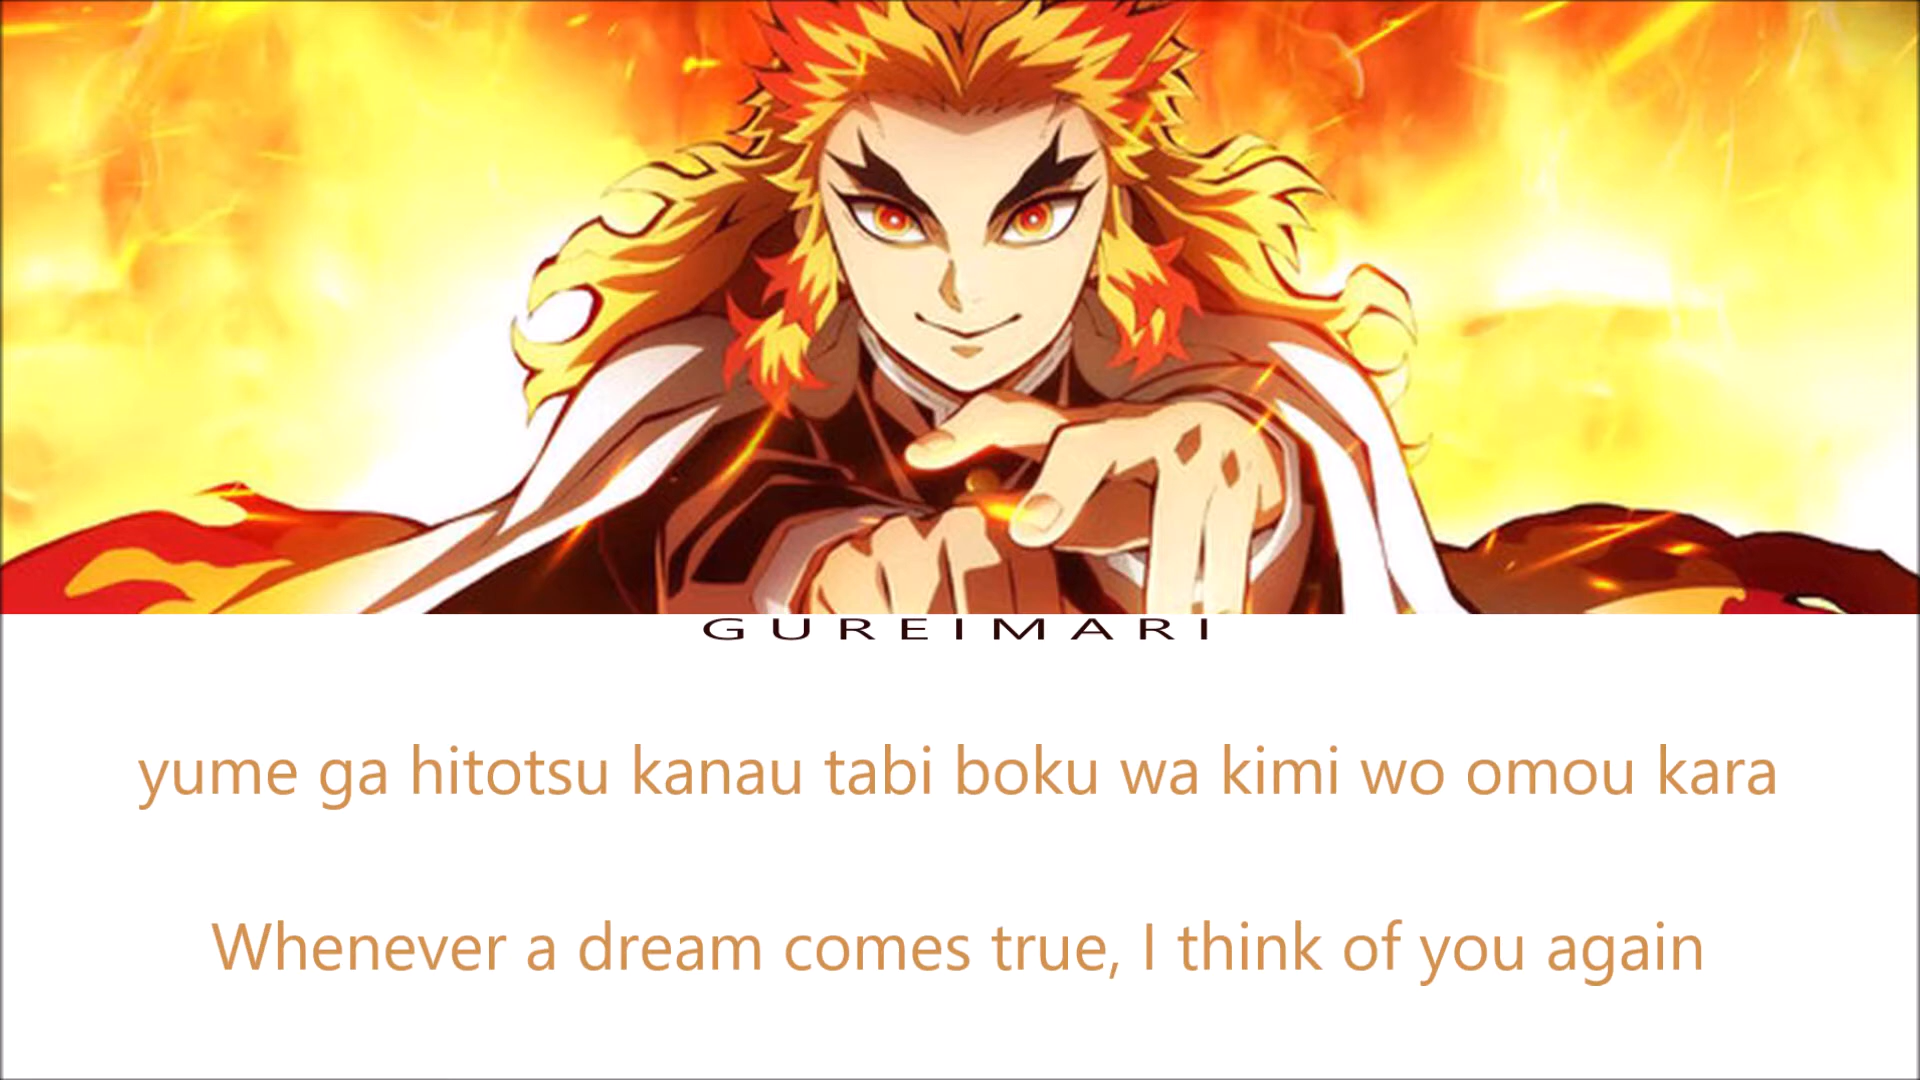 GUREIMARI
yume ga hitotsu kanau tabi boku wa kimi wo omou kara
Whenever a dream comes true, I think of you again